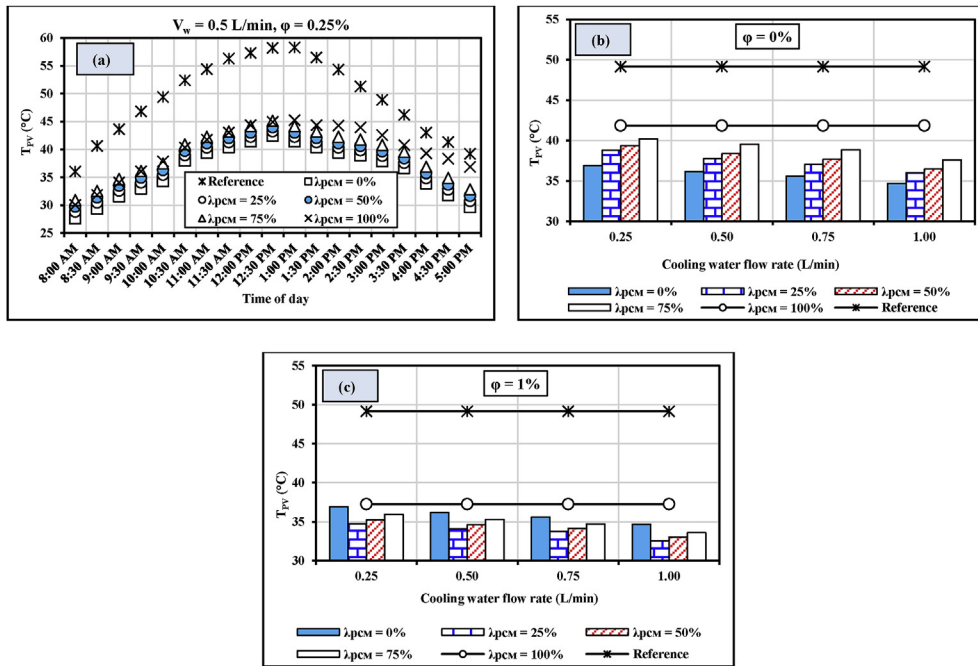 V_w = 0.5 L/min, φ = 0.25%
(a)
60
55
50
45
40
35
30
25
T_PV (°C)
Reference
λPCM = 0%
λPCM = 25%
λPCM = 50%
λPCM = 75%
λPCM = 100%
8:00 AM
8:30 AM
9:00 AM
9:30 AM
10:00 AM
10:30 AM
11:00 AM
11:30 AM
12:00 PM
12:30 PM
1:00 PM
1:30 PM
2:00 PM
2:30 PM
3:00 PM
3:30 PM
4:00 PM
4:30 PM
5:00 PM
Time of day
(b)
φ = 0%
55
50
45
40
35
30
T_PV (°C)
0.25 0.50 0.75 1.00
Cooling water flow rate (L/min)
λPCM = 0% λPCM = 25% λPCM = 50%
λPCM = 75% λPCM = 100% Reference
(c)
φ = 1%
55
50
45
40
35
30
T_PV (°C)
0.25 0.50 0.75 1.00
Cooling water flow rate (L/min)
λPCM = 0% λPCM = 25% λPCM = 50%
λPCM = 75% λPCM = 100% Reference